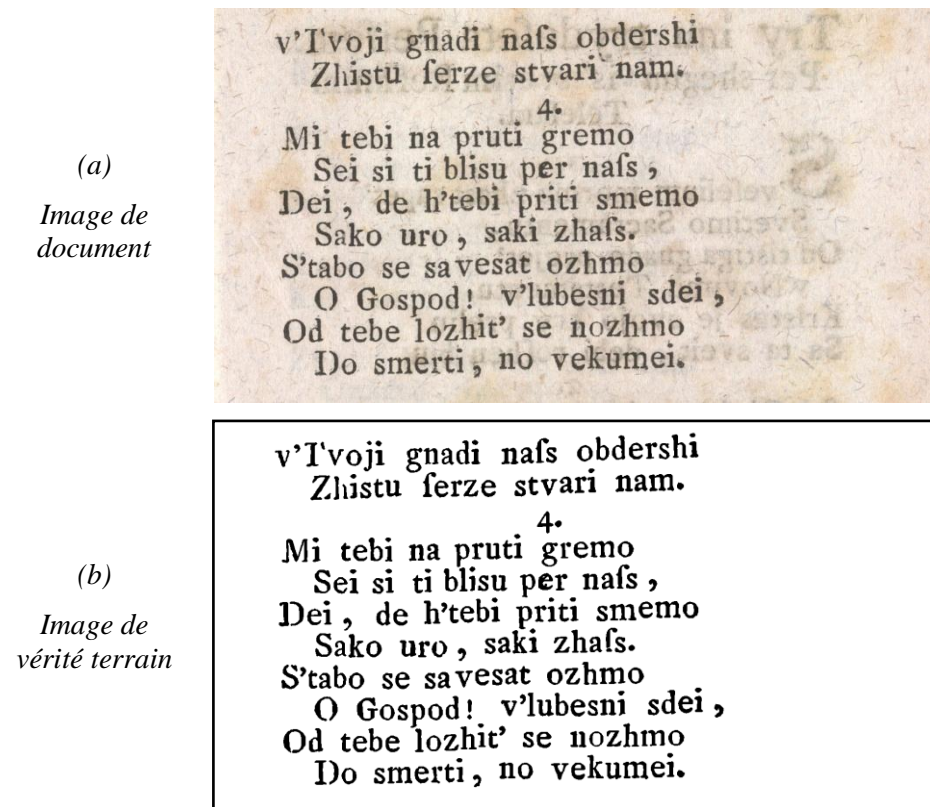 (a)
Image de
document
v'Tvoji gnadi naſs obdershi
Zhistu ſerze stvari nam.
4.
Mi tebi na pruti gremo
Sei si ti blisu per naſs ,
Dei , de h'tebi priti smemo
Sako uro , saki zhaſs.
S'tabo se savesat ozhmo
O Gospod! v'lubesni sdei ,
Od tebe lozhit' se nozhmo
Do smerti , no vekumei.
(b)
Image de
vérité terrain
v'Tvoji gnadi naſs obdershi
Zhistu ſerze stvari nam.
4.
Mi tebi na pruti gremo
Sei si ti blisu per naſs ,
Dei , de h'tebi priti smemo
Sako uro , saki zhaſs.
S'tabo se savesat ozhmo
O Gospod! v'lubesni sdei ,
Od tebe lozhit' se nozhmo
Do smerti , no vekumei.